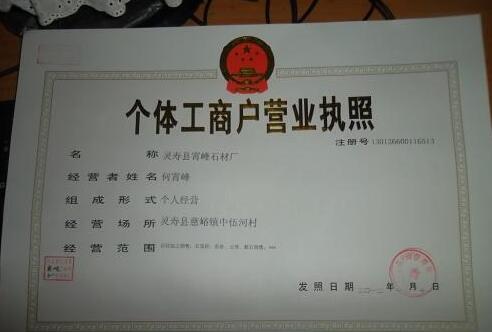 个体工商户营业执照
注册号 130126600116513
名称 灵寿县宵峰石材厂
经营者姓名 何宵峰
组成形式 个人经营
经营场所 灵寿县慈峪镇中伍河村
经营范围
发照日期 年 月 日